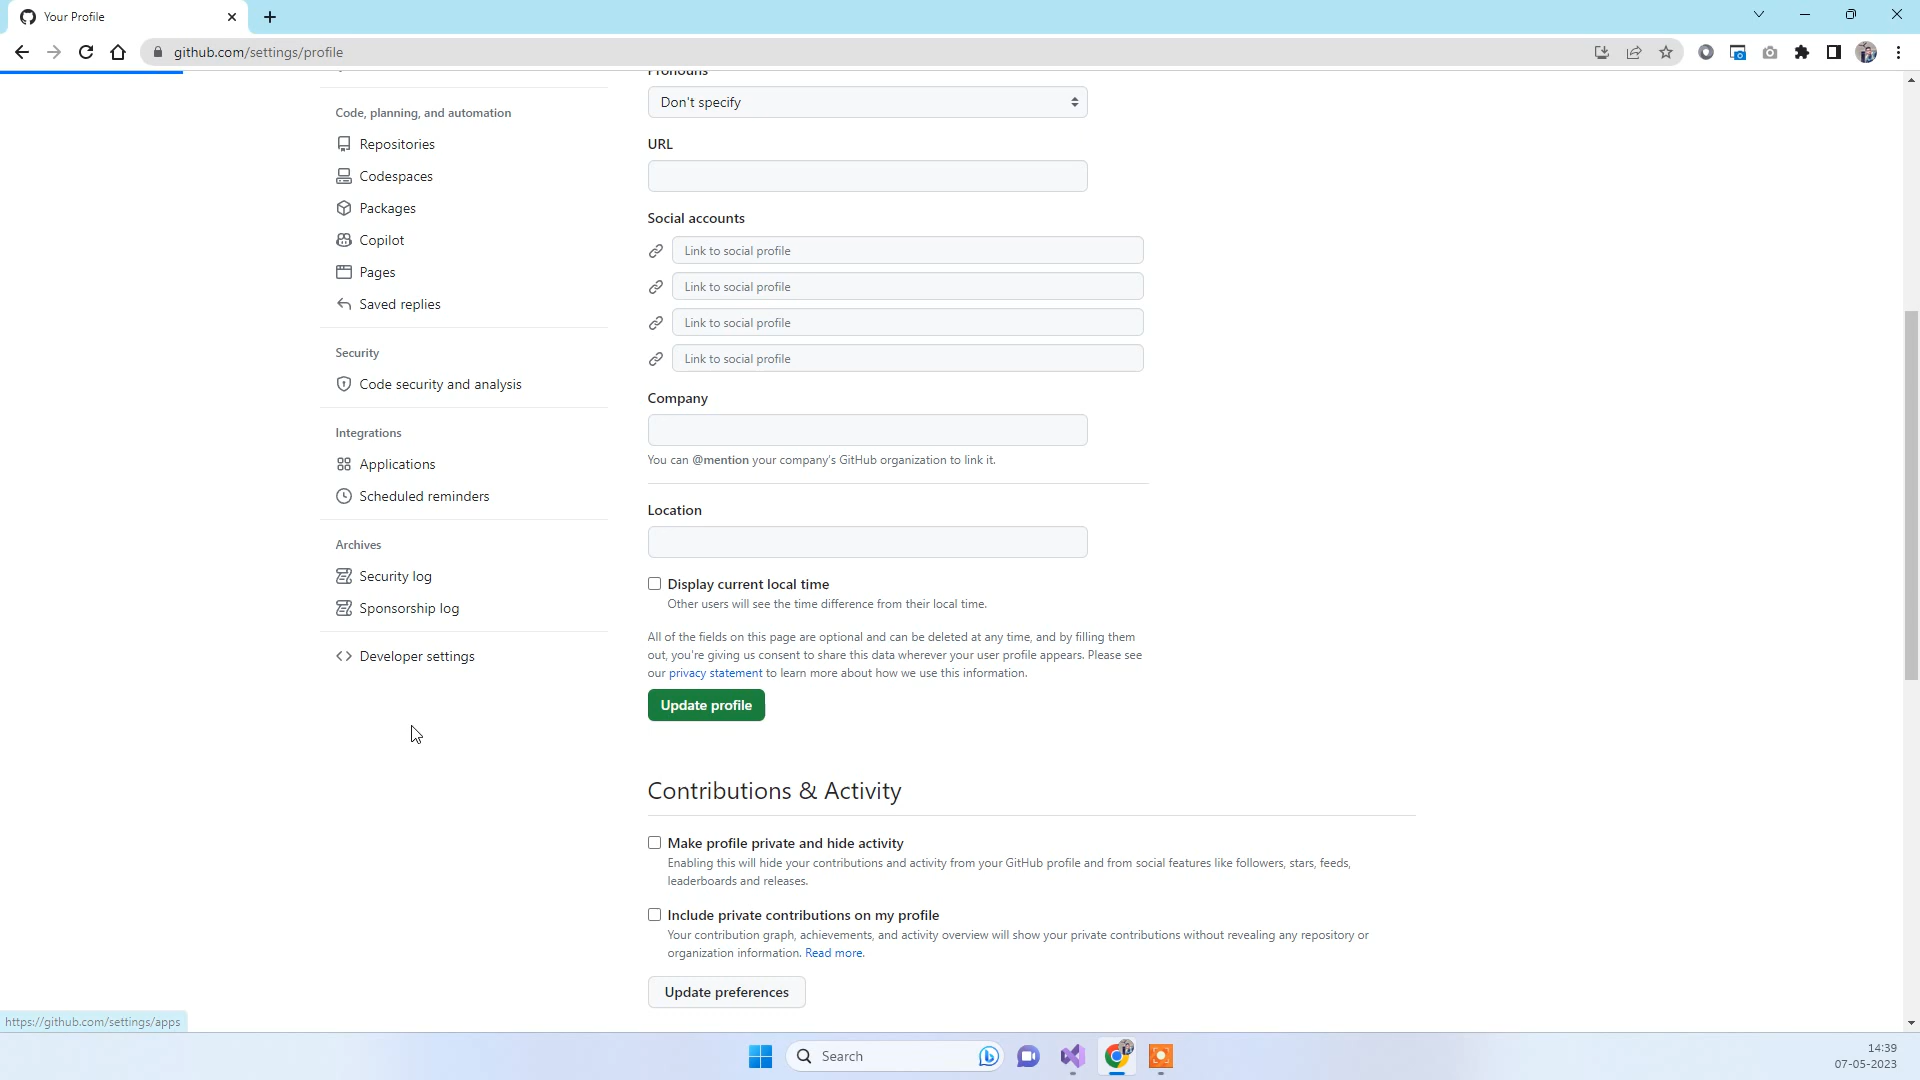 Your Profile
github.com/settings/profile
Pronouns
Code, planning, and automation
Don't specify
Repositories
URL
Codespaces
Packages
Social accounts
Copilot
Link to social profile
Pages
Link to social profile
Saved replies
Link to social profile
Security
Link to social profile
Code security and analysis
Company
Integrations
Applications
You can @mention your company's GitHub organization to link it.
Scheduled reminders
Location
Archives
Security log
Display current local time
Sponsorship log
Other users will see the time difference from their local time.
All of the fields on this page are optional and can be deleted at any time, and by filling them
Developer settings
out, you're giving us consent to share this data wherever your user profile appears. Please see
our privacy statement to learn more about how we use this information.
Update profile
Contributions & Activity
Make profile private and hide activity
Enabling this will hide your contributions and activity from your GitHub profile and from social features like followers, stars, feeds,
leaderboards and releases.
Include private contributions on my profile
Your contribution graph, achievements, and activity overview will show your private contributions without revealing any repository or
organization information. Read more.
Update preferences
https://github.com/settings/apps
Search
14:39
07-05-2023